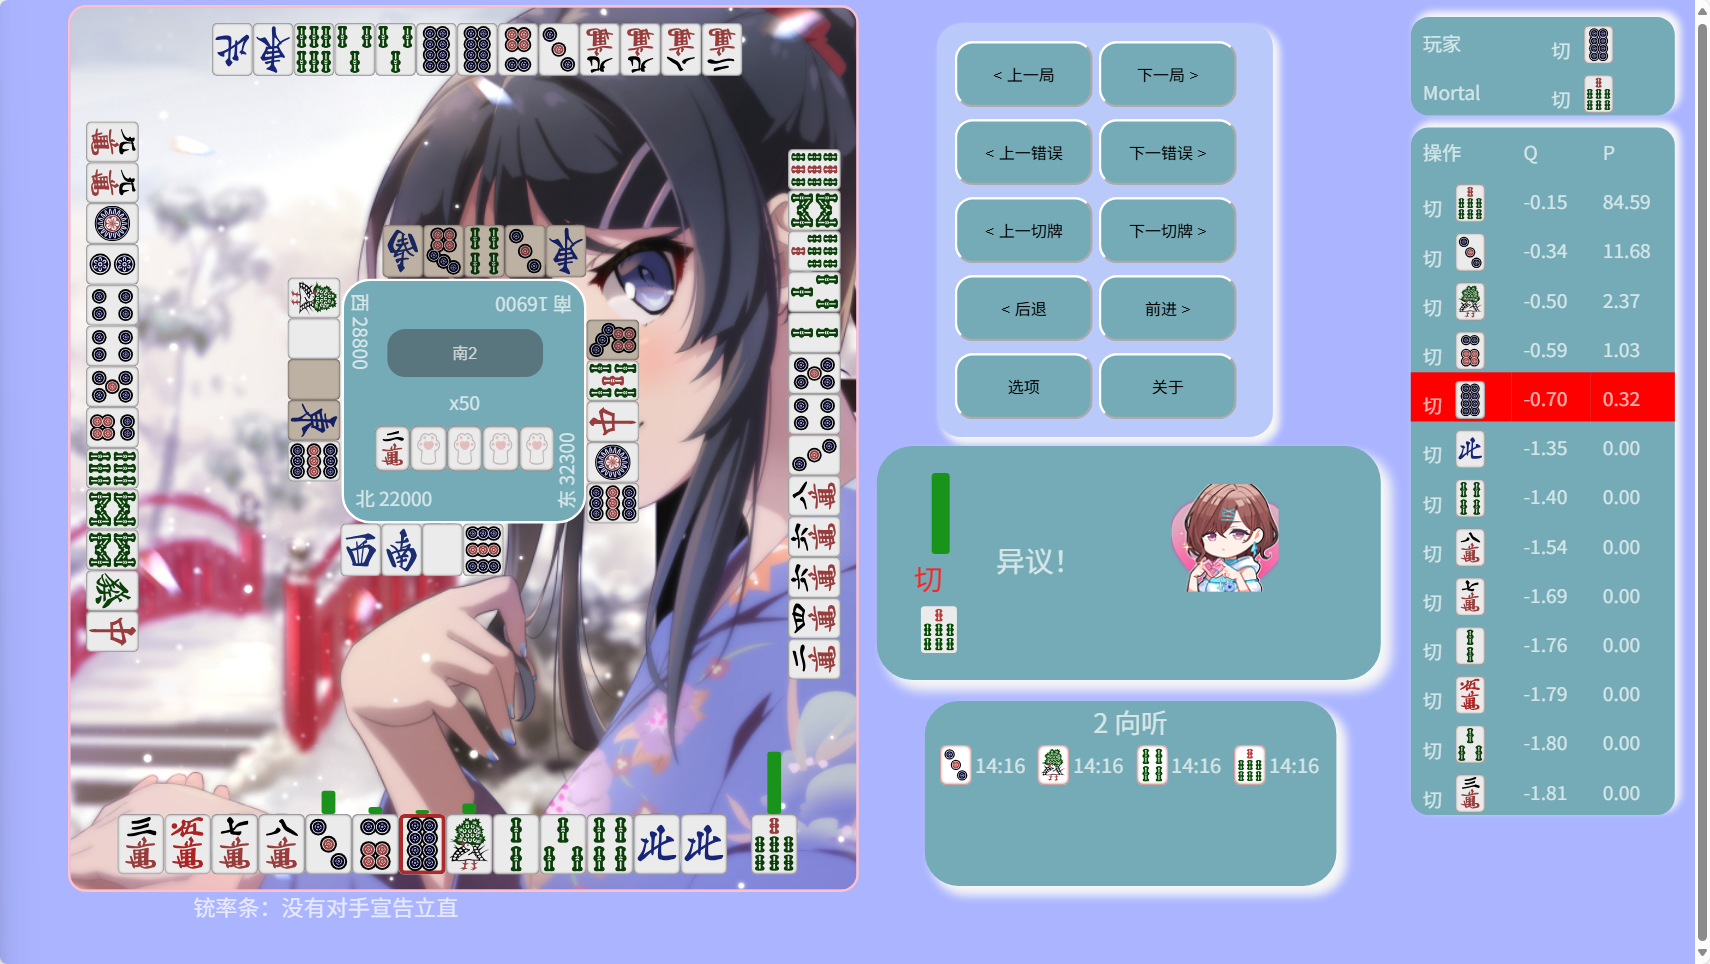 南2
x50
西 28800
南 16900
东 32300
北 22000
铳率条：没有对手宣告立直
< 上一局
下一局 >
< 上一错误
下一错误 >
< 上一切牌
下一切牌 >
< 后退
前进 >
选项
关于
切
异议！
2 向听
14:16
14:16
14:16
14:16
玩家 切
Mortal 切
操作 Q P
切 -0.15 84.59
切 -0.34 11.68
切 -0.50 2.37
切 -0.59 1.03
切 -0.70 0.32
切 -1.35 0.00
切 -1.40 0.00
切 -1.54 0.00
切 -1.69 0.00
切 -1.76 0.00
切 -1.79 0.00
切 -1.80 0.00
切 -1.81 0.00